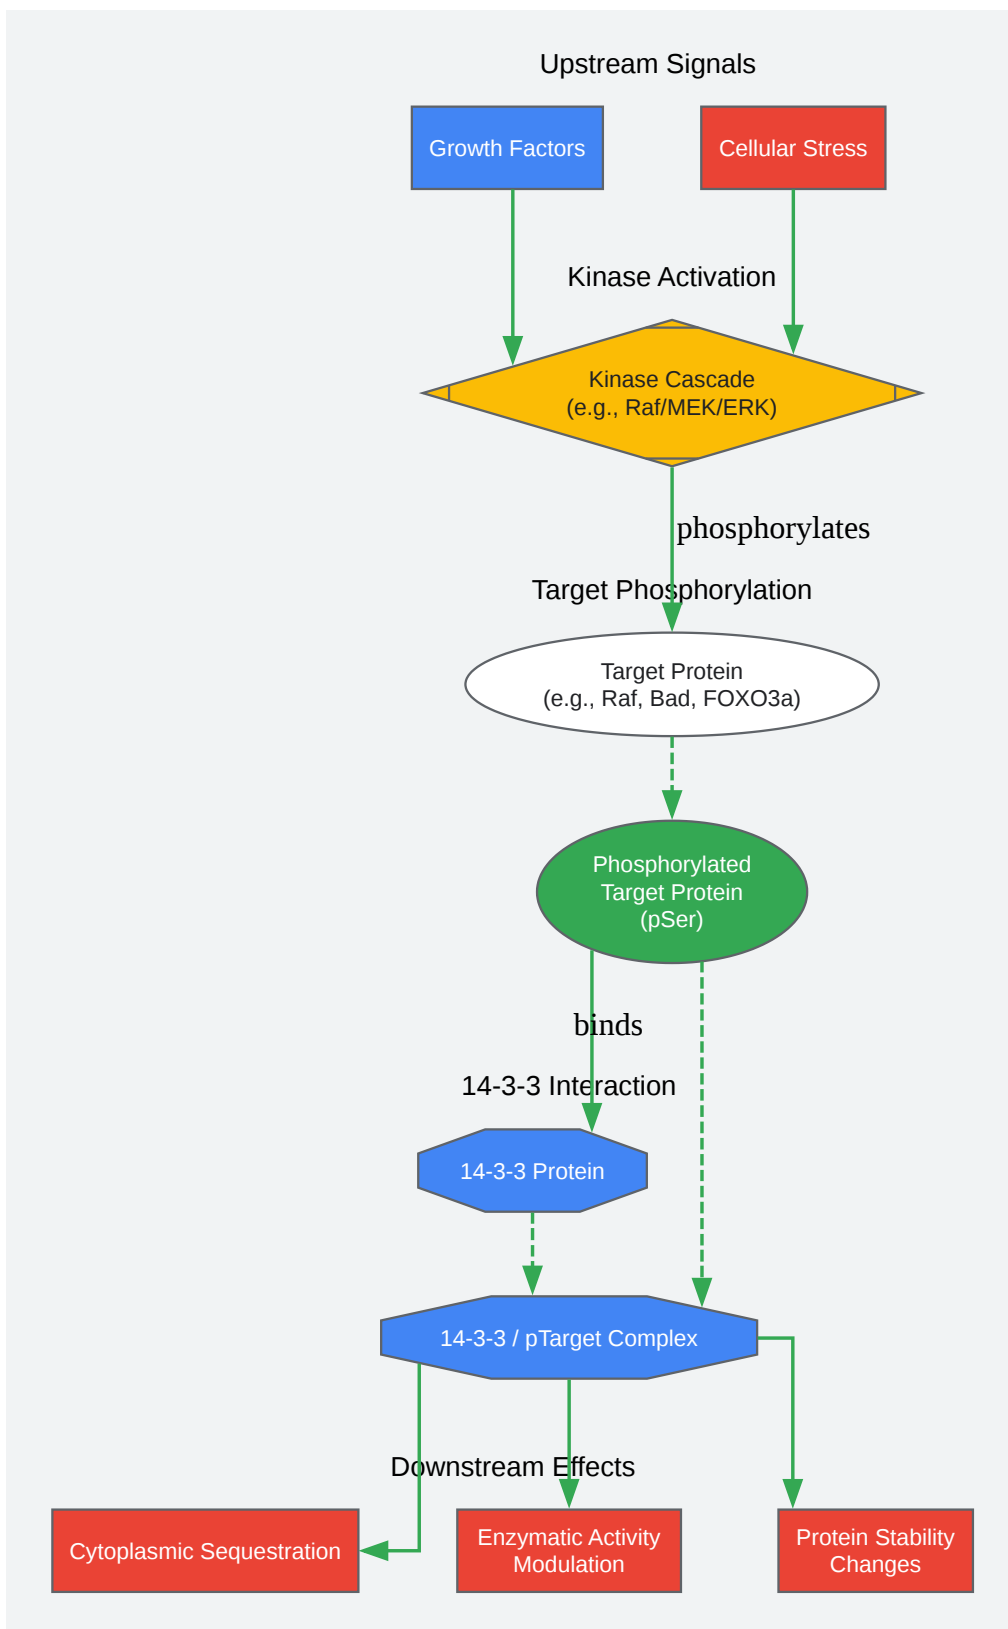 Upstream Signals
Growth Factors
Cellular Stress
Kinase Activation
Kinase Cascade
(e.g., Raf/MEK/ERK)
phosphorylates
Target Phosphorylation
Target Protein
(e.g., Raf, Bad, FOXO3a)
Phosphorylated
Target Protein
(pSer)
binds
14-3-3 Interaction
14-3-3 Protein
14-3-3 / pTarget Complex
Downstream Effects
Cytoplasmic Sequestration
Enzymatic Activity
Modulation
Protein Stability
Changes